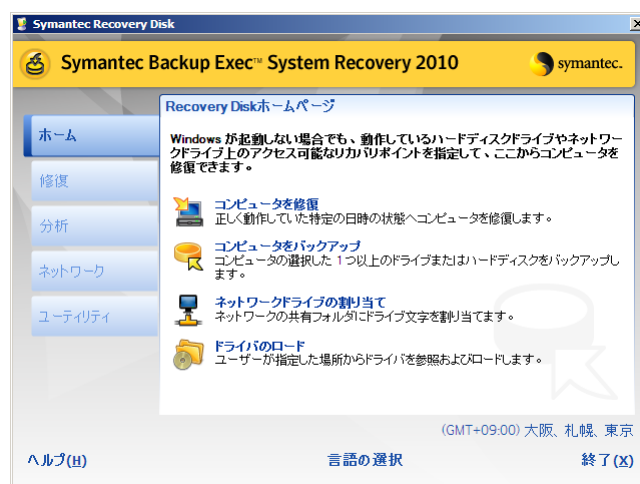 Symantec Recovery Disk
Symantec Backup Exec™ System Recovery 2010
symantec.
Recovery Diskホームページ
ホーム
修復
分析
ネットワーク
ユーティリティ
Windows が起動しない場合でも、動作しているハードディスクドライブやネットワー
クドライブ上のアクセス可能なリカバリポイントを指定して、ここからコンピュータを
修復できます。
コンピュータを修復
正しく動作していた特定の日時の状態へコンピュータを修復します。
コンピュータをバックアップ
コンピュータの選択した 1 つ以上のドライブまたはハードディスクをバックアップし
ます。
ネットワークドライブの割り当て
ネットワークの共有フォルダにドライブ文字を割り当てます。
ドライバのロード
ユーザーが指定した場所からドライバを参照およびロードします。
(GMT+09:00) 大阪、札幌、東京
ヘルプ(H)
言語の選択
終了(X)